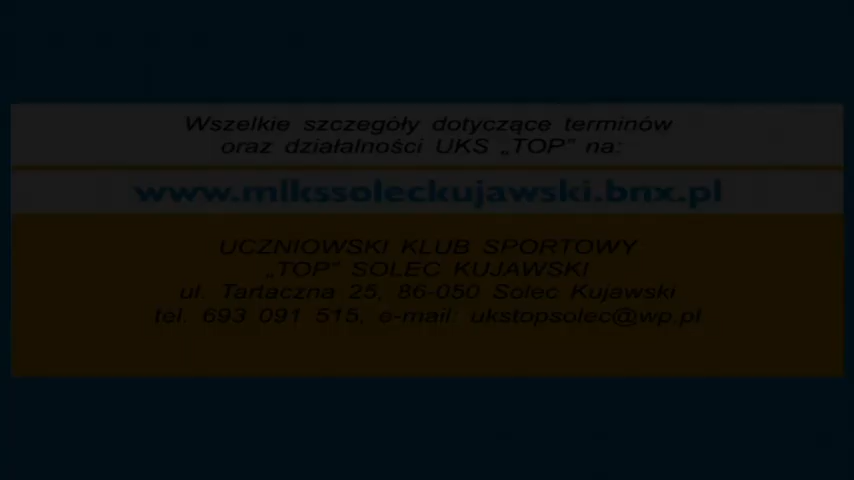 Wszelkie szczegóły dotyczące terminów
oraz działalności UKS „TOP” na:
www.mlkssoleckujawski.bnx.pl
UCZNIOWSKI KLUB SPORTOWY
„TOP” SOLEC KUJAWSKI
ul. Tartaczna 25, 86-050 Solec Kujawski
tel. 693 091 515, e-mail: ukstopsolec@wp.pl